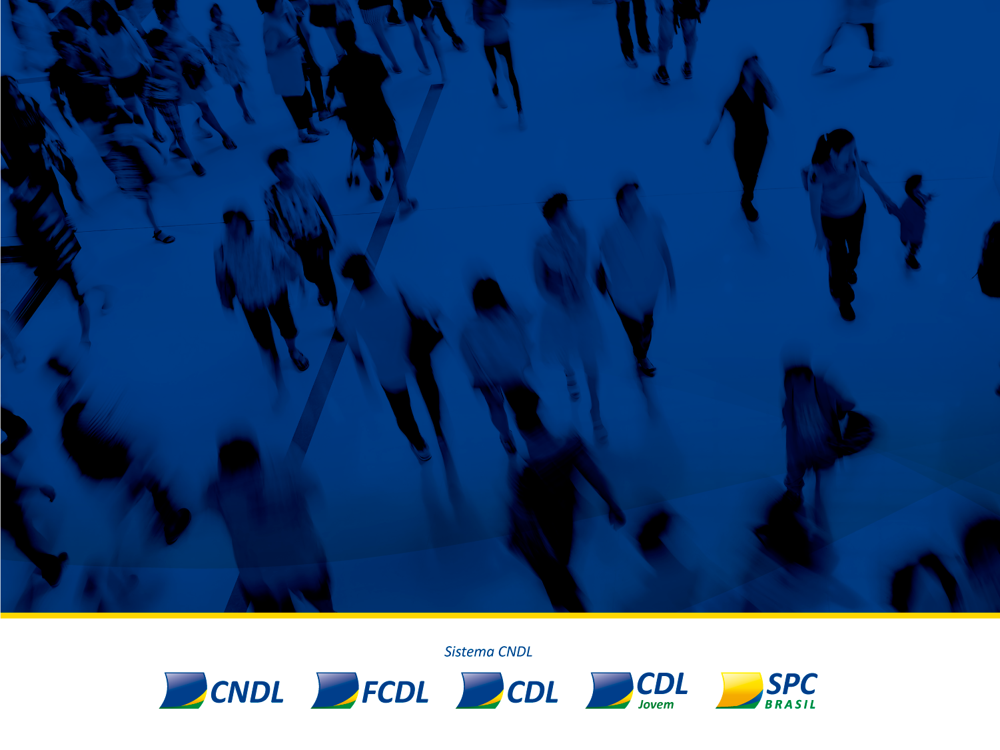 Sistema CNDL
CNDL
FCDL
CDL
CDL
Jovem
SPC
BRASIL